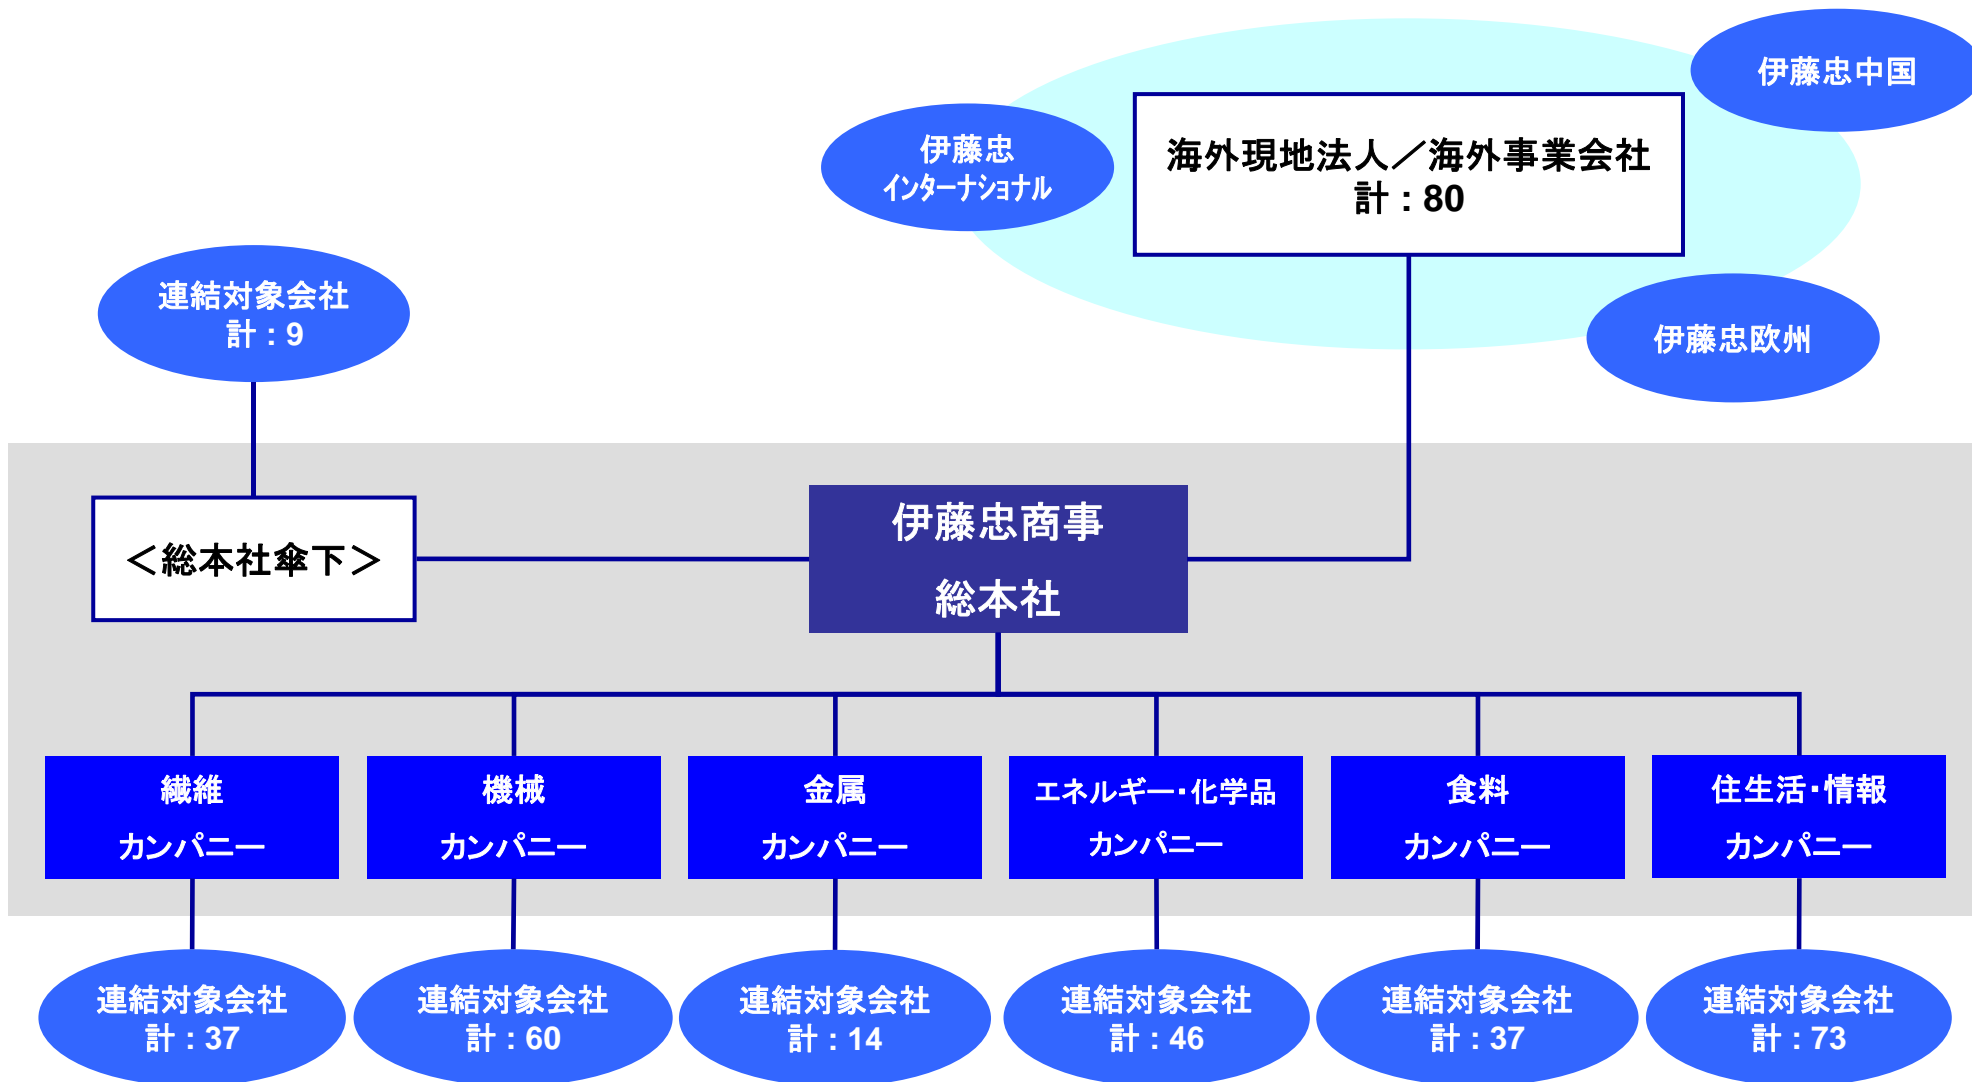 伊藤忠中国
伊藤忠
インターナショナル
海外現地法人／海外事業会社
計：80
伊藤忠欧州
連結対象会社
計：9
＜総本社傘下＞
伊藤忠商事
総本社
繊維
カンパニー
機械
カンパニー
金属
カンパニー
エネルギー・化学品
カンパニー
食料
カンパニー
住生活・情報
カンパニー
連結対象会社
計：37
連結対象会社
計：60
連結対象会社
計：14
連結対象会社
計：46
連結対象会社
計：37
連結対象会社
計：73